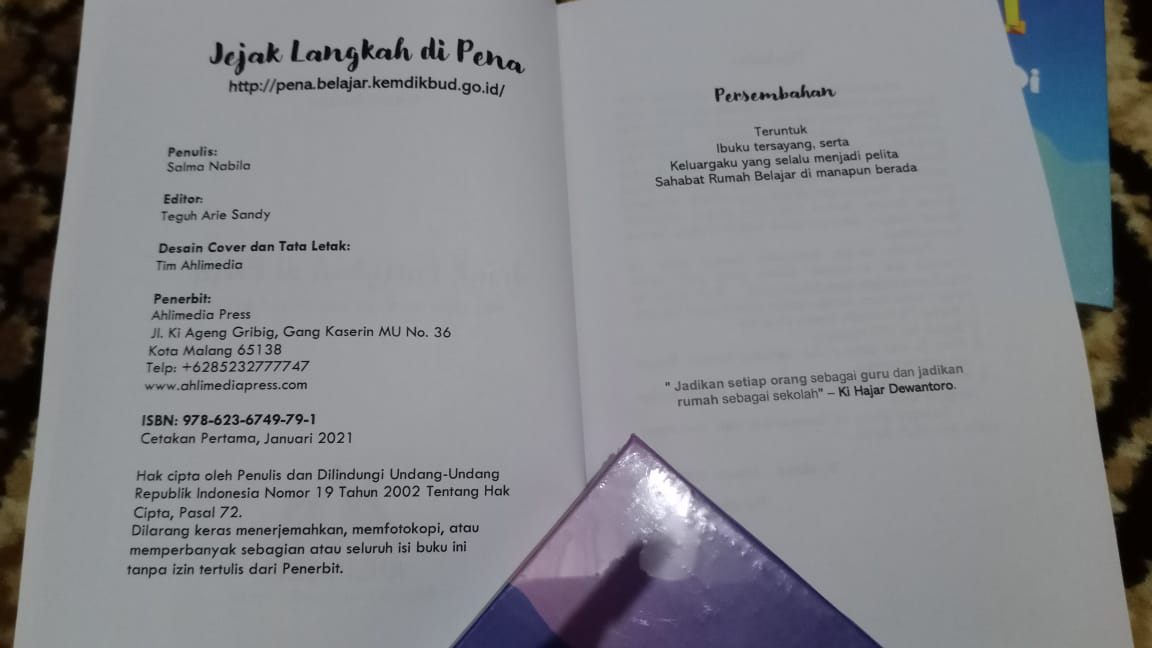 Jejak Langkah di Pena
http://pena.belajar.kemdikbud.go.id/
Penulis:
Salma Nabila
Editor:
Teguh Arie Sandy
Desain Cover dan Tata Letak:
Tim Ahlimedia
Penerbit:
Ahlimedia Press
Jl. Ki Ageng Gribig, Gang Kaserin MU No. 36
Kota Malang 65138
Telp: +6285232777747
www.ahlimediapress.com
ISBN: 978-623-6749-79-1
Cetakan Pertama, Januari 2021
Hak cipta oleh Penulis dan Dilindungi Undang-Undang
Republik Indonesia Nomor 19 Tahun 2002 Tentang Hak
Cipta, Pasal 72.
Dilarang keras menerjemahkan, memfotokopi, atau
memperbanyak sebagian atau seluruh isi buku ini
tanpa izin tertulis dari Penerbit.
Persembahan
Teruntuk
Ibuku tersayang, serta
Keluargaku yang selalu menjadi pelita
Sahabat Rumah Belajar di manapun berada
" Jadikan setiap orang sebagai guru dan jadikan
rumah sebagai sekolah" – Ki Hajar Dewantoro.